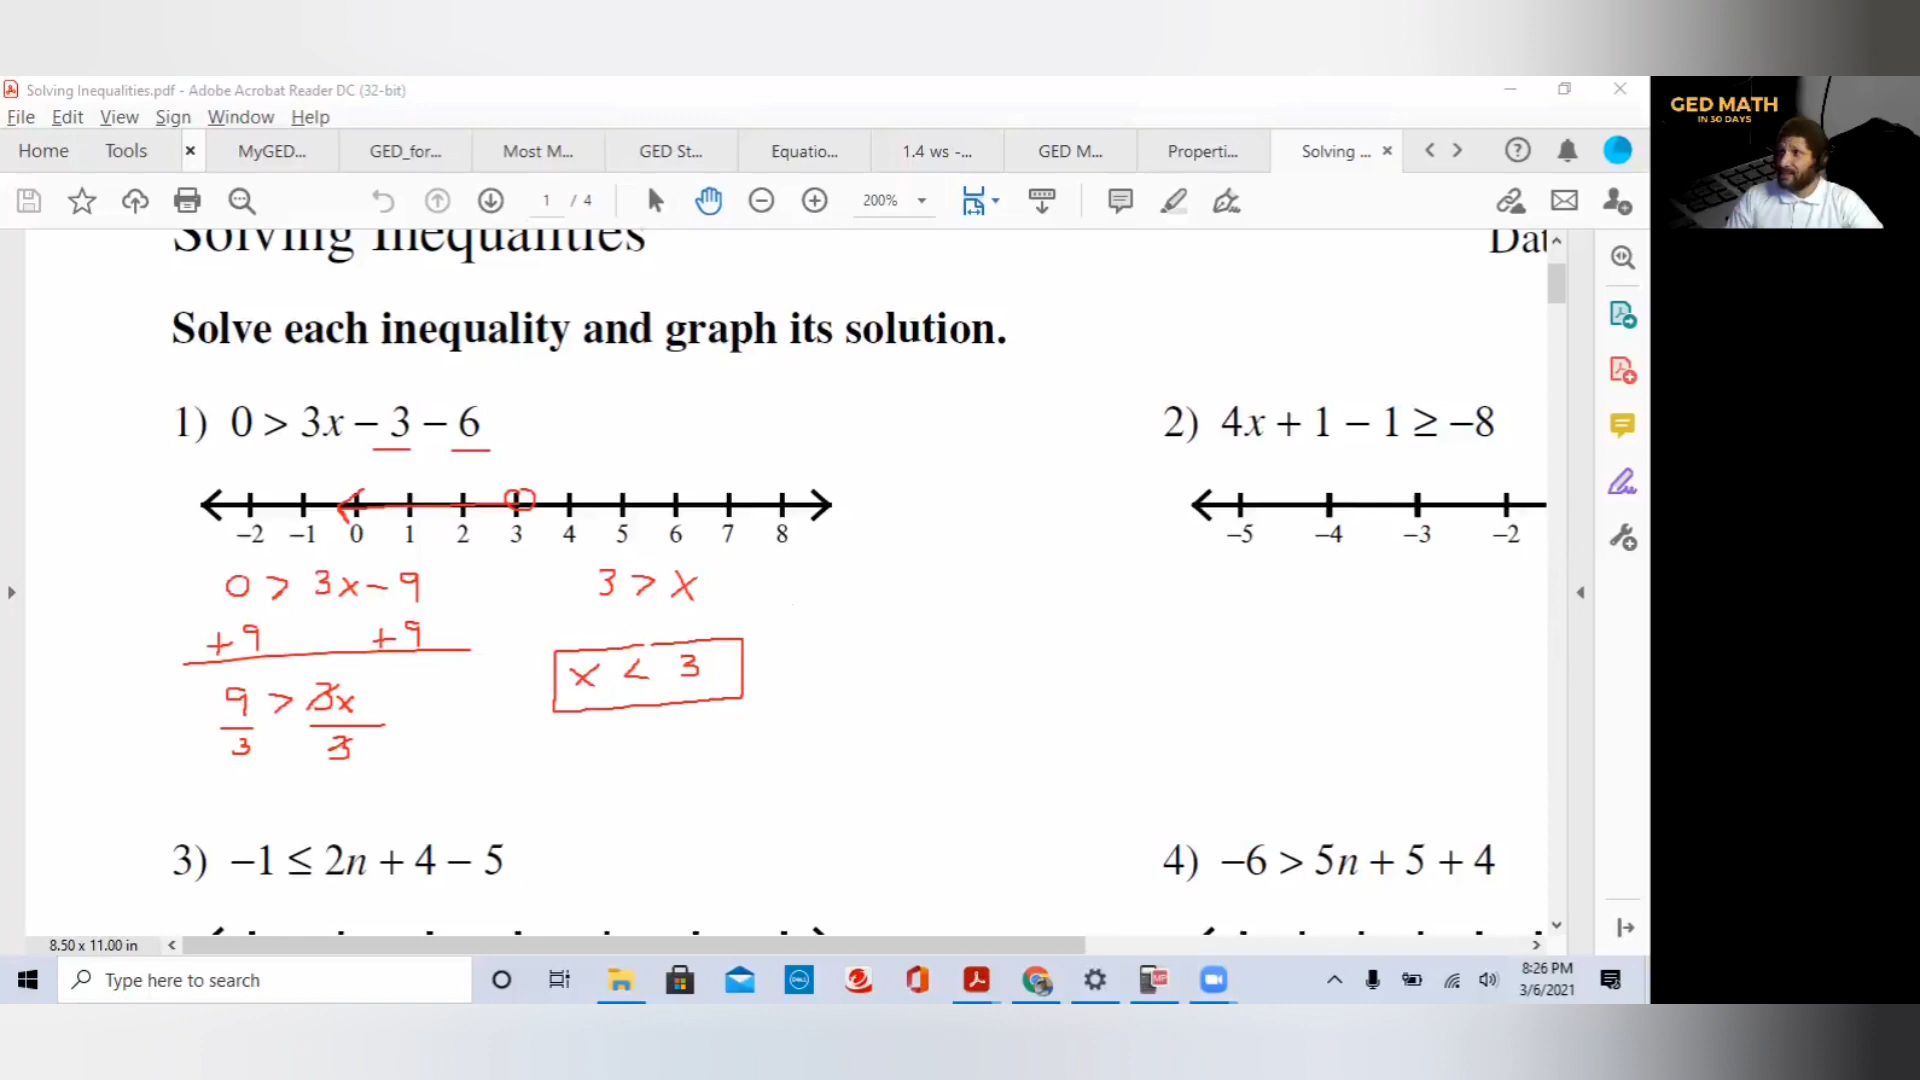 Solving Inequalities.pdf - Adobe Acrobat Reader DC (32-bit)
File Edit View Sign Window Help
Home Tools × MyGED... GED_for... Most M... GED St... Equatio... 1.4 ws -... GED M... Properti... Solving ... ×
1 / 4 200%
GED MATH
IN 30 DAYS
Solving Inequalities Dat
Solve each inequality and graph its solution.
1) 0 > 3x − 3 − 6
2) 4x + 1 − 1 ≥ −8
−2 −1 0 1 2 3 4 5 6 7 8
−5 −4 −3 −2
0 > 3x − 9
3 > x
+9 +9
x < 3
9 > 3x
3 3
3) −1 ≤ 2n + 4 − 5
4) −6 > 5n + 5 + 4
8.50 x 11.00 in
Type here to search
DELL
8:26 PM
3/6/2021